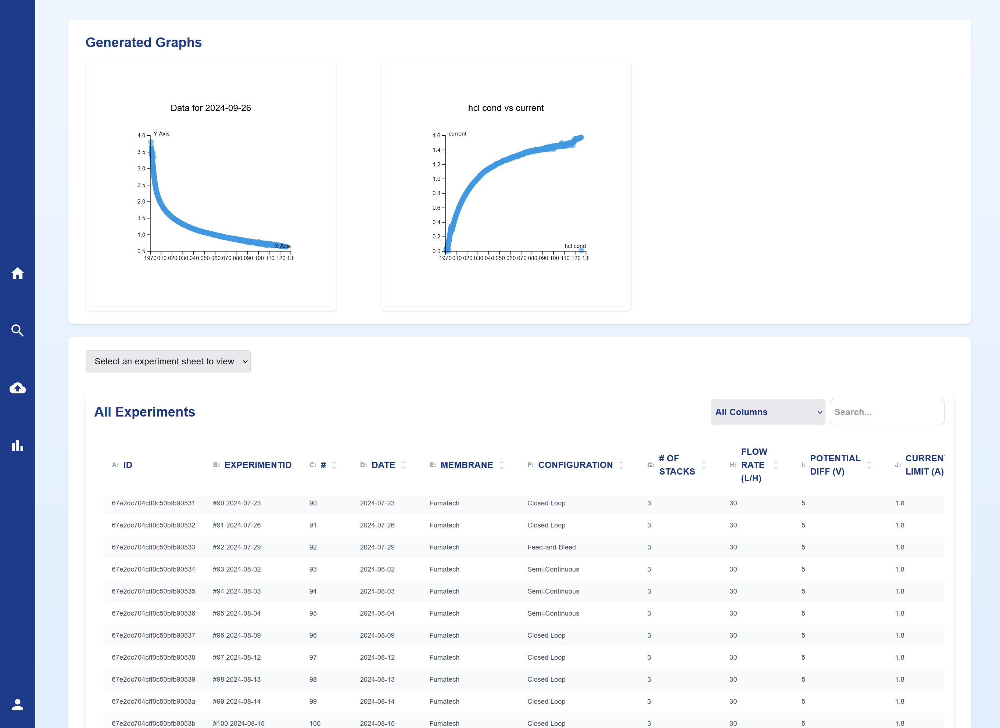 Generated Graphs
Data for 2024-09-26
4.0 Y Axis
3.5
3.0
2.5
2.0
1.5
1.0
X Axis
0.5
1970.010.020.030.040.050.060.070.080.090.100.110.120.13
hcl cond vs current
1.6 current
1.4
1.2
1.0
0.8
0.6
0.4
0.2
hcl cond
0.0
1970.010.020.030.040.050.060.070.080.090.100.110.120.13
Select an experiment sheet to view
All Experiments
All Columns
Search...
A: ID
B: EXPERIMENTID
C: #
D: DATE
E: MEMBRANE
F: CONFIGURATION
G: # OF
STACKS
H: FLOW
RATE
(L/H)
I: POTENTIAL
DIFF (V)
J: CURREN
LIMIT (A)
67e2dc704cff0c50bfb90531 #90 2024-07-23 90 2024-07-23 Fumatech Closed Loop 3 30 5 1.8
67e2dc704cff0c50bfb90532 #91 2024-07-26 91 2024-07-26 Fumatech Closed Loop 3 30 5 1.8
67e2dc704cff0c50bfb90533 #92 2024-07-29 92 2024-07-29 Fumatech Feed-and-Bleed 3 30 5 1.8
67e2dc704cff0c50bfb90534 #93 2024-08-02 93 2024-08-02 Fumatech Semi-Continuous 3 30 5 1.8
67e2dc704cff0c50bfb90535 #94 2024-08-03 94 2024-08-03 Fumatech Semi-Continuous 3 30 5 1.8
67e2dc704cff0c50bfb90536 #95 2024-08-04 95 2024-08-04 Fumatech Semi-Continuous 3 30 5 1.8
67e2dc704cff0c50bfb90537 #96 2024-08-09 96 2024-08-09 Fumatech Closed Loop 3 30 5 1.8
67e2dc704cff0c50bfb90538 #97 2024-08-12 97 2024-08-12 Fumatech Closed Loop 3 30 5 1.8
67e2dc704cff0c50bfb90539 #98 2024-08-13 98 2024-08-13 Fumatech Closed Loop 3 30 5 1.8
67e2dc704cff0c50bfb9053a #99 2024-08-14 99 2024-08-14 Fumatech Closed Loop 3 30 5 1.8
67e2dc704cff0c50bfb9053b #100 2024-08-15 100 2024-08-15 Fumatech Closed Loop 3 30 5 1.8